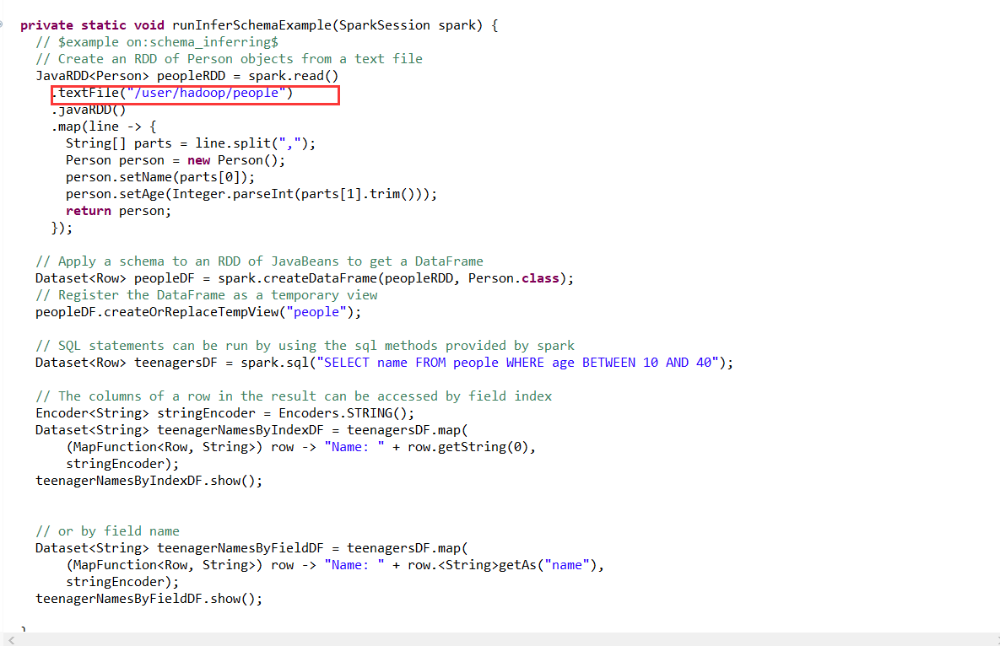 private static void runInferSchemaExample(SparkSession spark) {
// $example on:schema_inferring$
// Create an RDD of Person objects from a text file
JavaRDD<Person> peopleRDD = spark.read()
.textFile("/user/hadoop/people")
.javaRDD()
.map(line -> {
String[] parts = line.split(",");
Person person = new Person();
person.setName(parts[0]);
person.setAge(Integer.parseInt(parts[1].trim()));
return person;
});
// Apply a schema to an RDD of JavaBeans to get a DataFrame
Dataset<Row> peopleDF = spark.createDataFrame(peopleRDD, Person.class);
// Register the DataFrame as a temporary view
peopleDF.createOrReplaceTempView("people");
// SQL statements can be run by using the sql methods provided by spark
Dataset<Row> teenagersDF = spark.sql("SELECT name FROM people WHERE age BETWEEN 10 AND 40");
// The columns of a row in the result can be accessed by field index
Encoder<String> stringEncoder = Encoders.STRING();
Dataset<String> teenagerNamesByIndexDF = teenagersDF.map(
(MapFunction<Row, String>) row -> "Name: " + row.getString(0),
stringEncoder);
teenagerNamesByIndexDF.show();
// or by field name
Dataset<String> teenagerNamesByFieldDF = teenagersDF.map(
(MapFunction<Row, String>) row -> "Name: " + row.<String>getAs("name"),
stringEncoder);
teenagerNamesByFieldDF.show();
}